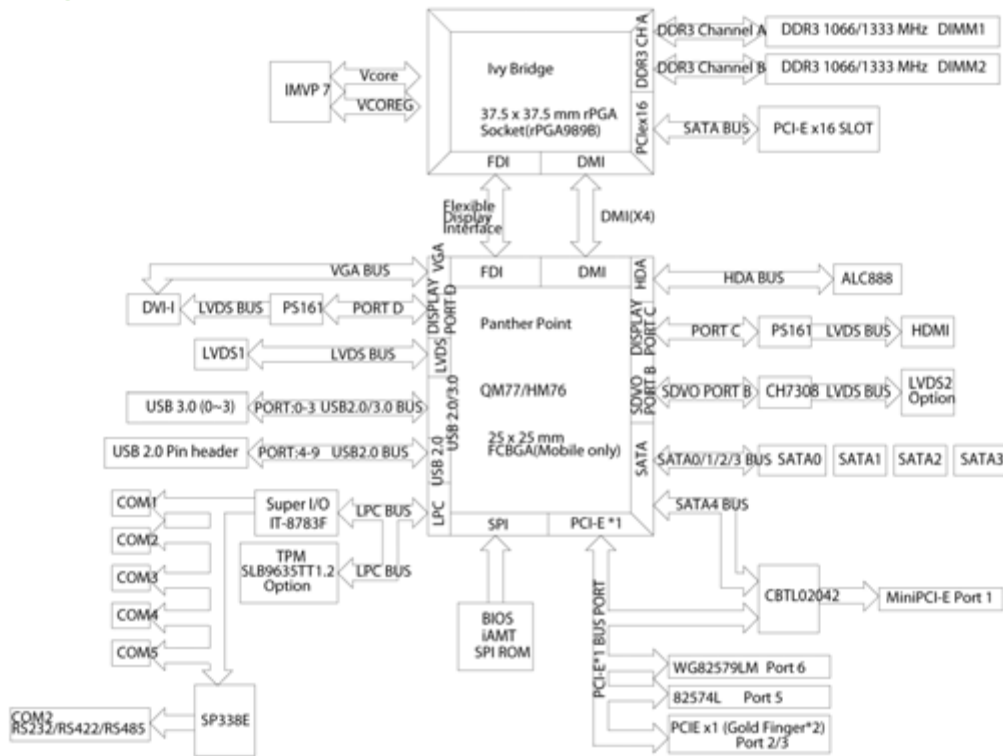 DDR3 Channel A
DDR3 1066/1333 MHz DIMM1
DDR3 CH A
Ivy Bridge
DDR3 Channel B
DDR3 1066/1333 MHz DIMM2
IMVP 7
Vcore
VCOREG
37.5 x 37.5 mm rPGA
Socket(rPGA989B)
PCIex16
SATA BUS
PCI-E x16 SLOT
FDI
DMI
Flexible
Display
Interface
DMI(X4)
VGA BUS
VGA
FDI
DMI
HDA
HDA BUS
ALC888
DVI-I
LVDS BUS
PS161
PORT D
DISPLAY
PORT D
Panther Point
DISPLAY
PORT C
PORT C
PS161
LVDS BUS
HDMI
LVDS1
LVDS BUS
LVDS
QM77/HM76
SDVO
PORT B
SDVO PORT B
CH7308
LVDS BUS
LVDS2
Option
USB 3.0 (0~3)
PORT:0-3 USB2.0/3.0 BUS
USB 2.0/3.0
USB 2.0 Pin header
PORT:4-9 USB2.0 BUS
USB 2.0
25 x 25 mm
FCBGA(Mobile only)
SATA
SATA0/1/2/3 BUS
SATA0
SATA1
SATA2
SATA3
SATA4 BUS
COM1
COM2
COM3
COM4
COM5
Super I/O
IT-8783F
LPC BUS
LPC
SPI
PCI-E *1
TPM
SLB9635TT1.2
Option
LPC BUS
BIOS
iAMT
SPI ROM
PCI-E*1 BUS PORT
CBTL02042
MiniPCI-E Port 1
WG82579LM Port 6
82574L Port 5
PCIE x1 (Gold Finger*2)
Port 2/3
COM2
RS232/RS422/RS485
SP338E